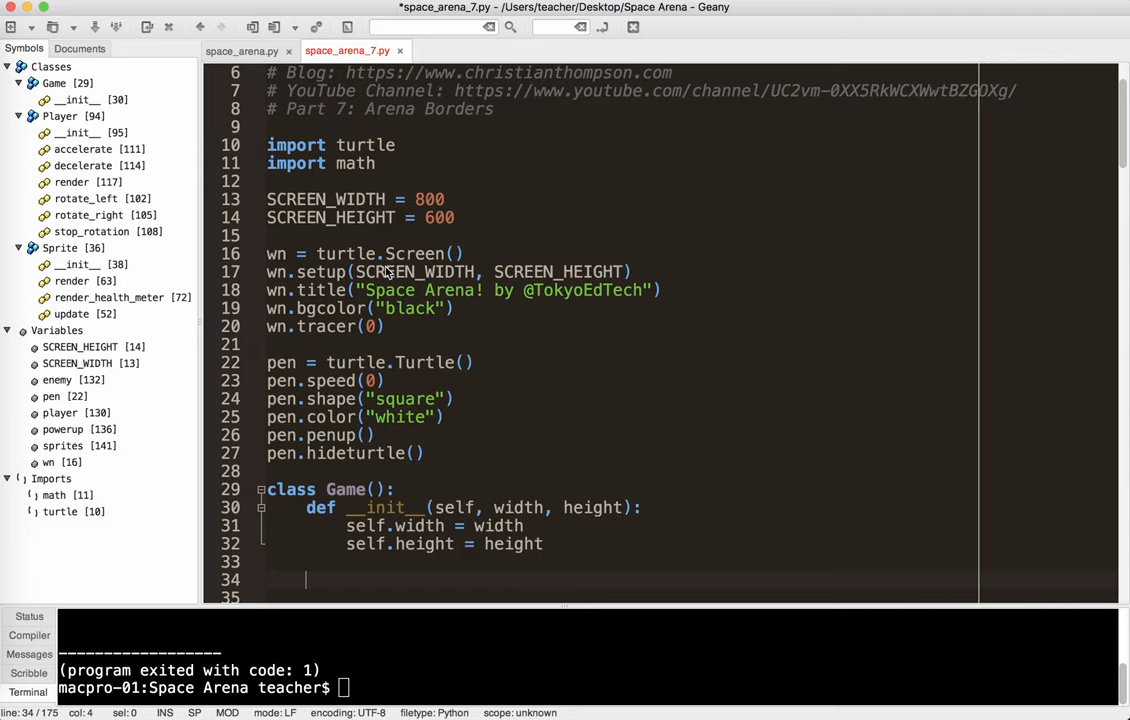 *space_arena_7.py - /Users/teacher/Desktop/Space Arena - Geany
Symbols Documents
space_arena.py × space_arena_7.py ×
Classes
Game [29]
__init__ [30]
Player [94]
__init__ [95]
accelerate [111]
decelerate [114]
render [117]
rotate_left [102]
rotate_right [105]
stop_rotation [108]
Sprite [36]
__init__ [38]
render [63]
render_health_meter [72]
update [52]
Variables
SCREEN_HEIGHT [14]
SCREEN_WIDTH [13]
enemy [132]
pen [22]
player [130]
powerup [136]
sprites [141]
wn [16]
Imports
math [11]
turtle [10]
6 # Blog: https://www.christianthompson.com
7 # YouTube Channel: https://www.youtube.com/channel/UC2vm-0XX5RkWCXWwtBZGOXg/
8 # Part 7: Arena Borders
9
10 import turtle
11 import math
12
13 SCREEN_WIDTH = 800
14 SCREEN_HEIGHT = 600
15
16 wn = turtle.Screen()
17 wn.setup(SCREEN_WIDTH, SCREEN_HEIGHT)
18 wn.title("Space Arena! by @TokyoEdTech")
19 wn.bgcolor("black")
20 wn.tracer(0)
21
22 pen = turtle.Turtle()
23 pen.speed(0)
24 pen.shape("square")
25 pen.color("white")
26 pen.penup()
27 pen.hideturtle()
28
29 class Game():
30 def __init__(self, width, height):
31 self.width = width
32 self.height = height
33
34
35
Status
Compiler
Messages
Scribble
Terminal
------------------
(program exited with code: 1)
macpro-01:Space Arena teacher$
line: 34 / 175 col: 4 sel: 0 INS SP MOD mode: LF encoding: UTF-8 filetype: Python scope: unknown